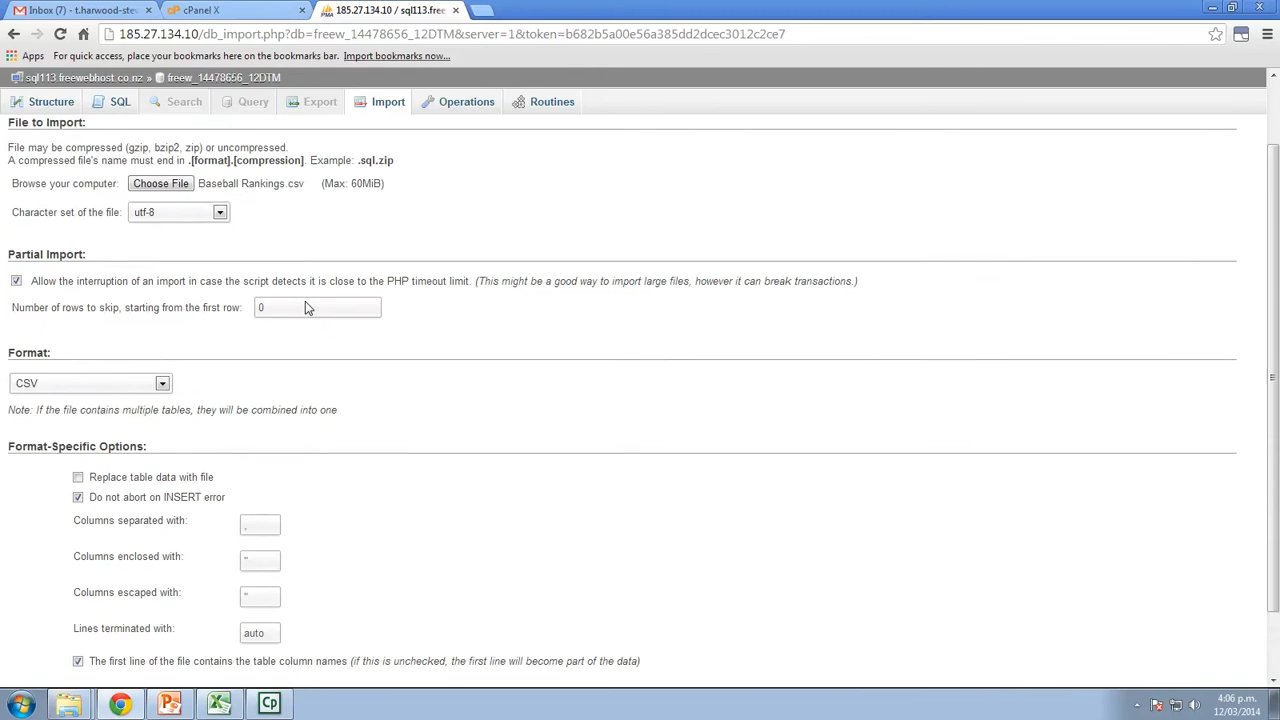 Inbox (7) - t.harwood-stev
cPanel X
185.27.134.10 / sql113.free
185.27.134.10/db_import.php?db=freew_14478656_12DTM&server=1&token=b682b5a00e56a385dd2dcec3012c2ce7
Apps For quick access, place your bookmarks here on the bookmarks bar. Import bookmarks now...
sql113.freewebhost.co.nz » freew_14478656_12DTM
Structure SQL Search Query Export Import Operations Routines
File to Import:
File may be compressed (gzip, bzip2, zip) or uncompressed.
A compressed file's name must end in .[format].[compression]. Example: .sql.zip
Browse your computer: Choose File Baseball Rankings.csv (Max: 60MiB)
Character set of the file: utf-8
Partial Import:
Allow the interruption of an import in case the script detects it is close to the PHP timeout limit. (This might be a good way to import large files, however it can break transactions.)
Number of rows to skip, starting from the first row: 0
Format:
CSV
Note: If the file contains multiple tables, they will be combined into one
Format-Specific Options:
Replace table data with file
Do not abort on INSERT error
Columns separated with: ,
Columns enclosed with: "
Columns escaped with: "
Lines terminated with: auto
The first line of the file contains the table column names (if this is unchecked, the first line will become part of the data)
Cp
4:06 p.m.
12/03/2014